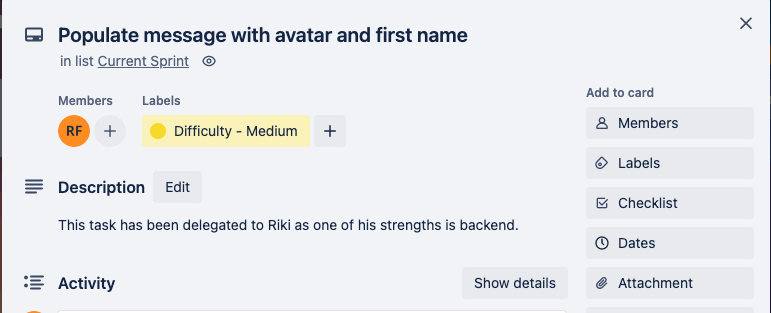 Populate message with avatar and first name
in list Current Sprint
Members
Labels
RF
+
Difficulty - Medium
+
Description
Edit
This task has been delegated to Riki as one of his strengths is backend.
Activity
Show details
Add to card
Members
Labels
Checklist
Dates
Attachment